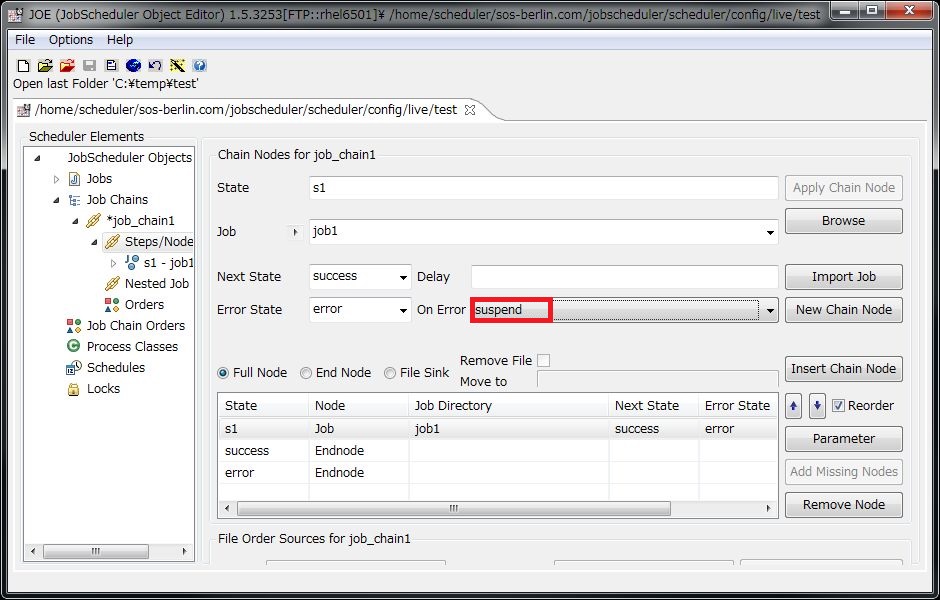 JOE (JobScheduler Object Editor) 1.5.3253[FTP::rhel6501]¥ /home/scheduler/sos-berlin.com/jobscheduler/scheduler/config/live/test
File Options Help
Open last Folder 'C:¥temp¥test'
/home/scheduler/sos-berlin.com/jobscheduler/scheduler/config/live/test
Scheduler Elements
JobScheduler Objects
Jobs
Job Chains
*job_chain1
Steps/Node
s1 - job1
Nested Job
Orders
Job Chain Orders
Process Classes
Schedules
Locks
Chain Nodes for job_chain1
State s1 Apply Chain Node
Browse
Job job1
Next State success Delay Import Job
Error State error On Error suspend New Chain Node
Remove File
Full Node End Node File Sink Insert Chain Node
Move to
State Node Job Directory Next State Error State
s1 Job job1 success error
success Endnode
error Endnode
Reorder
Parameter
Add Missing Nodes
Remove Node
File Order Sources for job_chain1